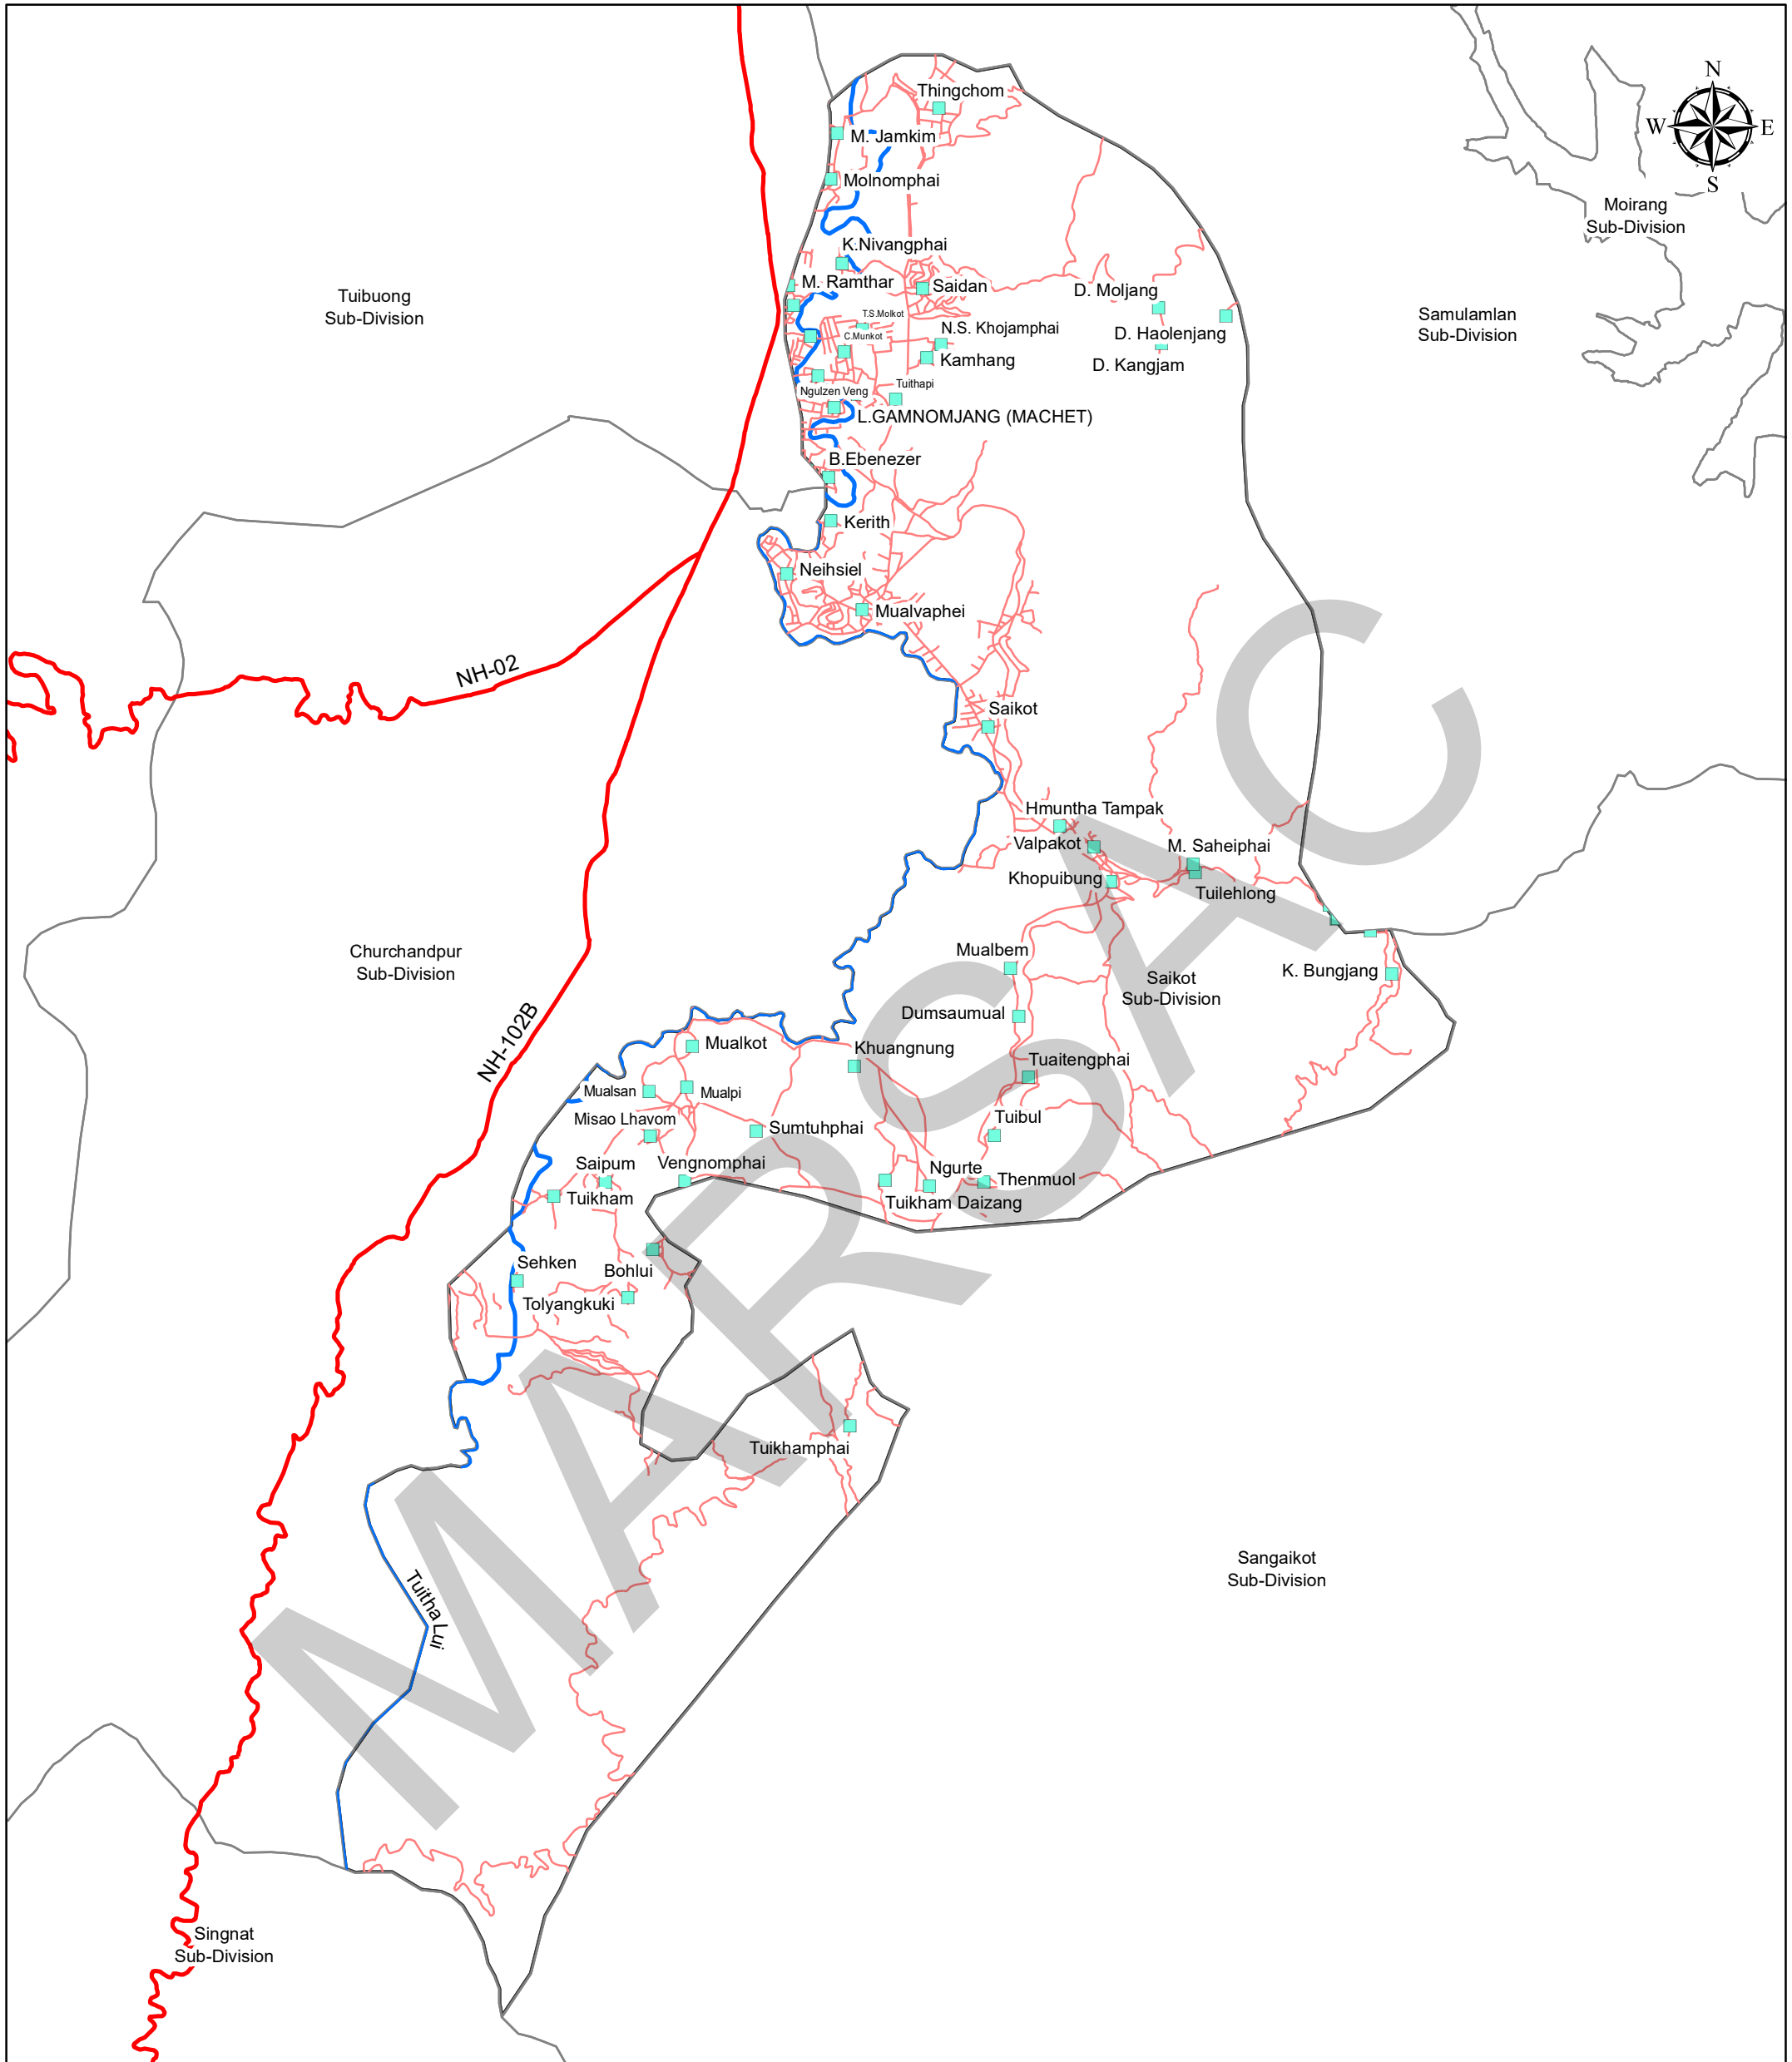 N
Thingchom
W
E
M. Jamkim
Molnomphai
S
Moirang
Sub-Division
K.Nivangphai
M. Ramthar
Saidan
D. Moljang
Tuibuong
Sub-Division
T.S.Molkot
N.S. Khojamphai
Samulamlan
Sub-Division
C.Munkot
D. Haolenjang
Kamhang
D. Kangjam
Ngulzen Veng
Tuithapi
L.GAMNOMJANG (MACHET)
B.Ebenezer
Kerith
Neihsiel
Mualvaphei
NH-02
Saikot
Hmuntha Tampak
Valpakot
M. Saheiphai
Khopuibung
Tuilehlong
Churchandpur
Sub-Division
Mualbem
K. Bungjang
Saikot
Sub-Division
Dumsaumual
NH-102B
Mualkot
Khuangnung
Tuaitengphai
Mualsan
Mualpi
Misao Lhavom
Sumtuhphai
Tuibul
Saipum
Vengnomphai
Ngurte
Thenmuol
Tuikham
Tuikham Daizang
Sehken
Bohlui
Tolyangkuki
Tuikhamphai
Sangaikot
Sub-Division
Tuitha Lui
Singnat
Sub-Division
MARSAC